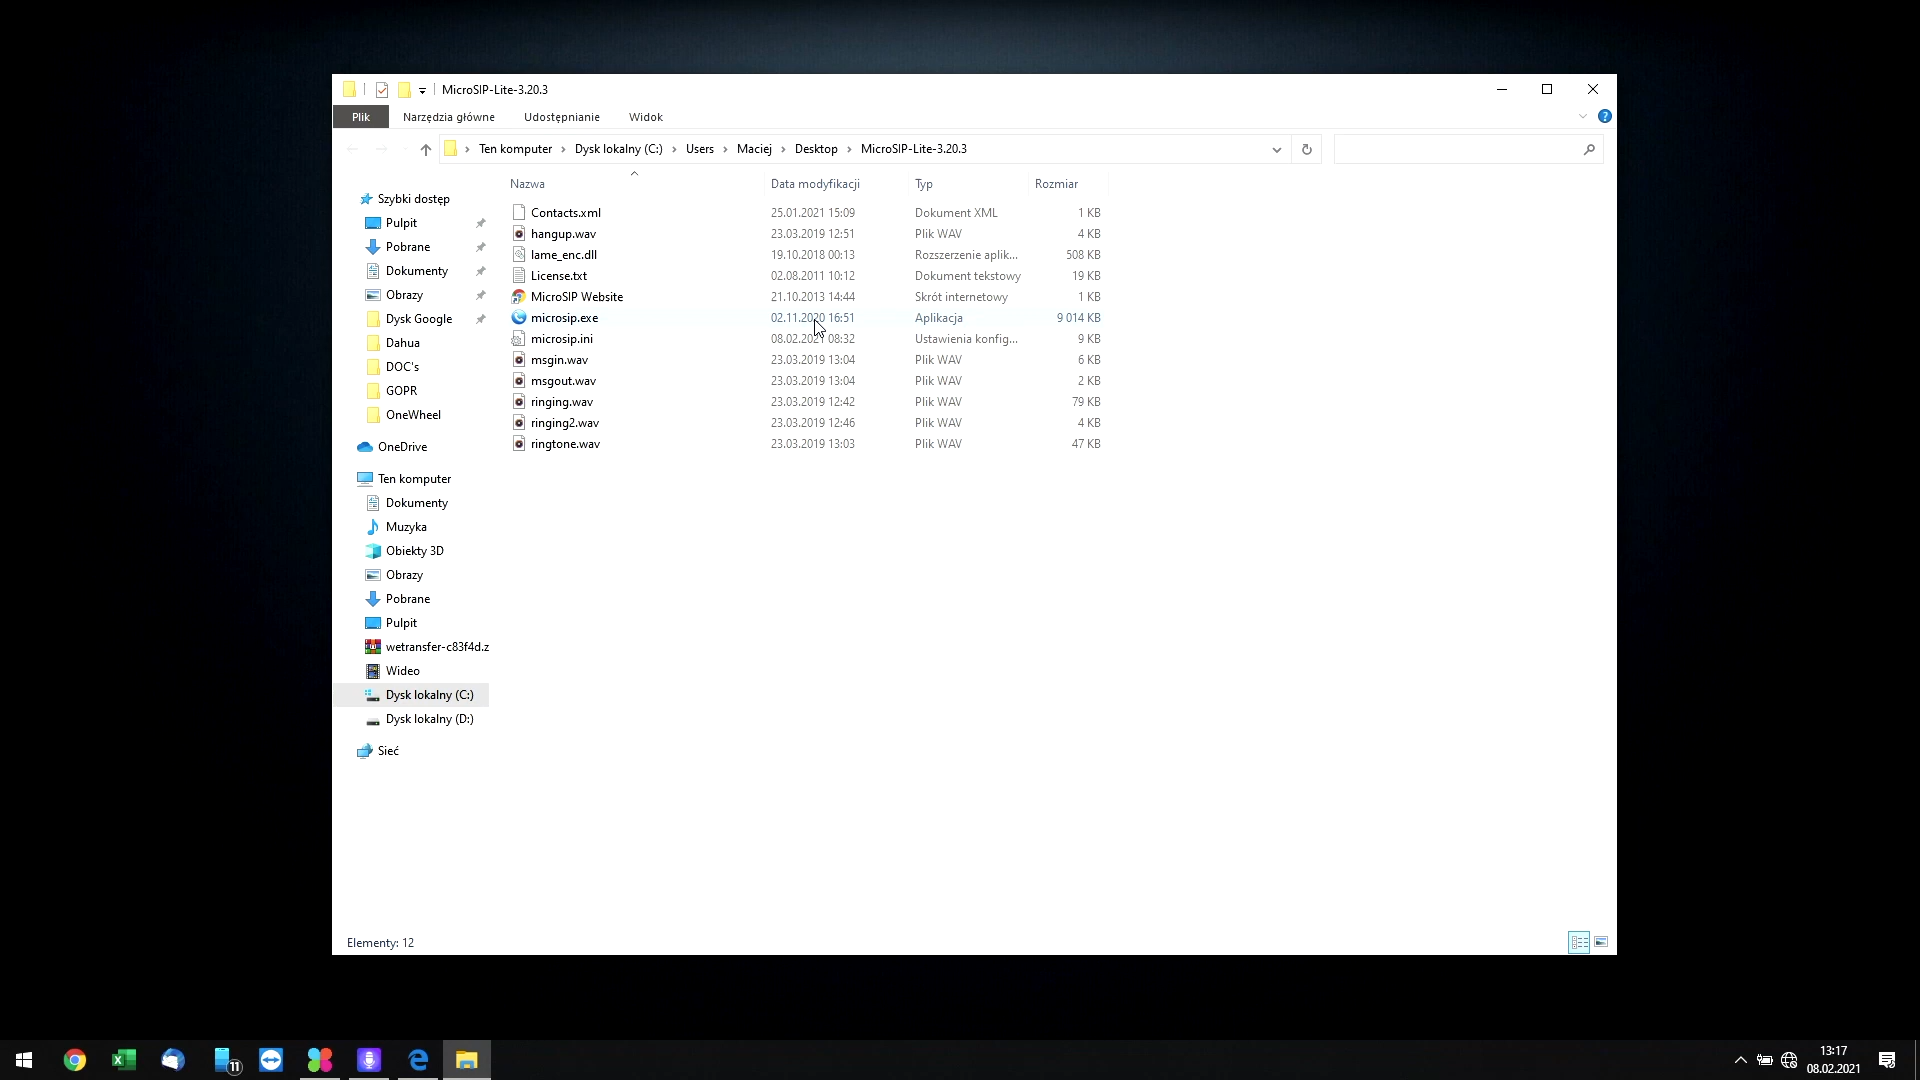 MicroSIP-Lite-3.20.3
Plik Narzędzia główne Udostępnianie Widok
Ten komputer Dysk lokalny (C:) Users Maciej Desktop MicroSIP-Lite-3.20.3
Nazwa Data modyfikacji Typ Rozmiar
Contacts.xml 25.01.2021 15:09 Dokument XML 1 KB
hangup.wav 23.03.2019 12:51 Plik WAV 4 KB
lame_enc.dll 19.10.2018 00:13 Rozszerzenie aplik... 508 KB
License.txt 02.08.2011 10:12 Dokument tekstowy 19 KB
MicroSIP Website 21.10.2013 14:44 Skrót internetowy 1 KB
microsip.exe 02.11.2020 16:51 Aplikacja 9 014 KB
microsip.ini 08.02.2021 08:32 Ustawienia konfig... 9 KB
msgin.wav 23.03.2019 13:04 Plik WAV 6 KB
msgout.wav 23.03.2019 13:04 Plik WAV 2 KB
ringing.wav 23.03.2019 12:42 Plik WAV 79 KB
ringing2.wav 23.03.2019 12:46 Plik WAV 4 KB
ringtone.wav 23.03.2019 13:03 Plik WAV 47 KB
Szybki dostęp
Pulpit
Pobrane
Dokumenty
Obrazy
Dysk Google
Dahua
DOC's
GOPR
OneWheel
OneDrive
Ten komputer
Dokumenty
Muzyka
Obiekty 3D
Obrazy
Pobrane
Pulpit
wetransfer-c83f4d.z
Wideo
Dysk lokalny (C:)
Dysk lokalny (D:)
Sieć
Elementy: 12
11
13:17
08.02.2021